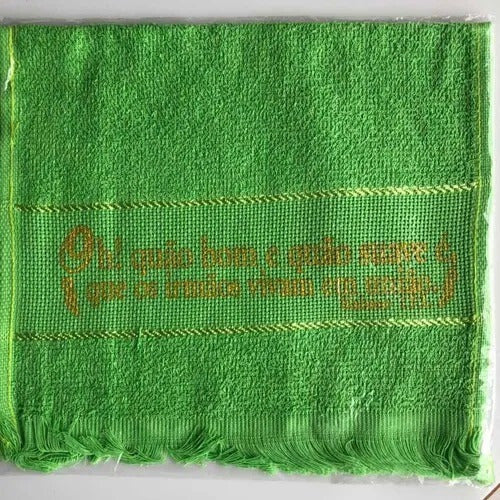 Oh! quão bom e quão suave é
que os irmãos vivam em união.